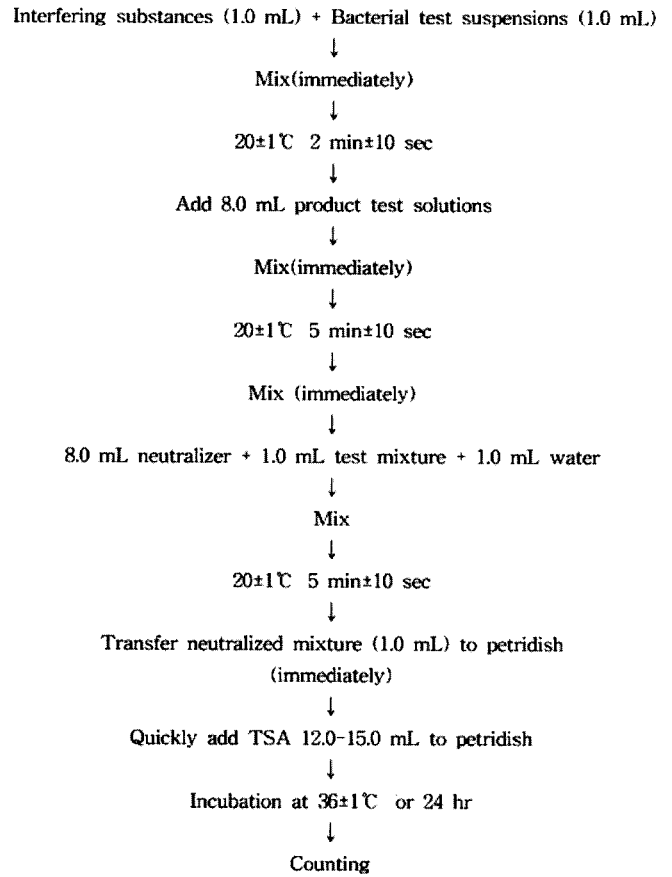 Interfering substances (1.0 mL) + Bacterial test suspensions (1.0 mL)
↓
Mix(immediately)
↓
20±1℃ 2 min±10 sec
↓
Add 8.0 mL product test solutions
↓
Mix(immediately)
↓
20±1℃ 5 min±10 sec
↓
Mix (immediately)
↓
8.0 mL neutralizer + 1.0 mL test mixture + 1.0 mL water
↓
Mix
↓
20±1℃ 5 min±10 sec
↓
Transfer neutralized mixture (1.0 mL) to petridish
(immediately)
↓
Quickly add TSA 12.0-15.0 mL to petridish
↓
Incubation at 36±1℃ or 24 hr
↓
Counting